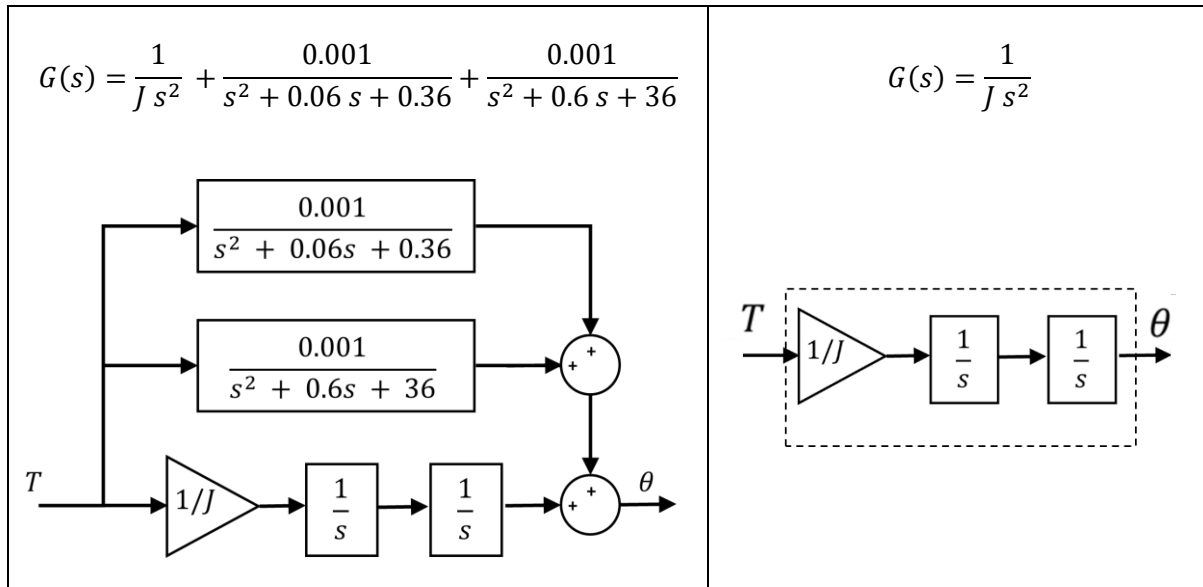 G(s) = 1/(J s²) + 0.001/(s² + 0.06 s + 0.36) + 0.001/(s² + 0.6 s + 36)
0.001
s² + 0.06s + 0.36
0.001
s² + 0.6s + 36
+
+
T
1/J
1
s
1
s
+
+
θ
G(s) = 1/(J s²)
T
1/J
1
s
1
s
θ